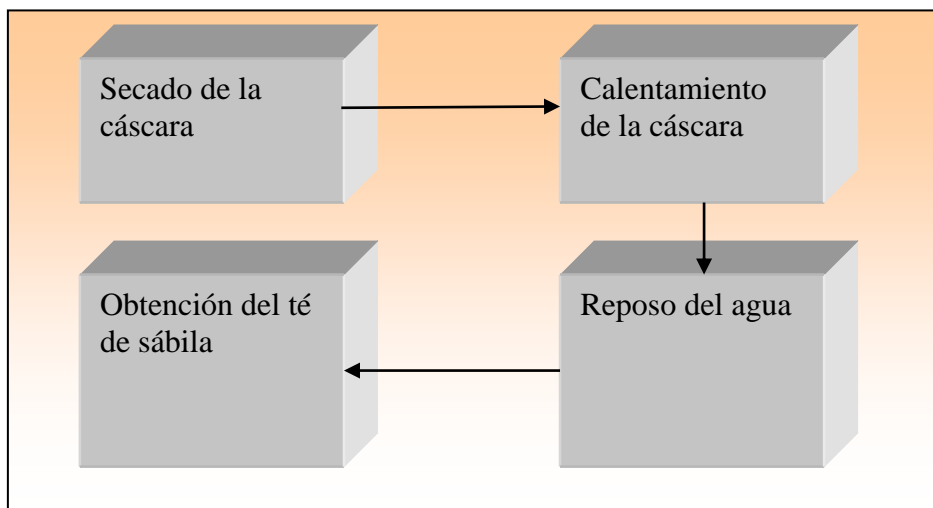 Secado de la
cáscara
Calentamiento
de la cáscara
Obtención del té
de sábila
Reposo del agua